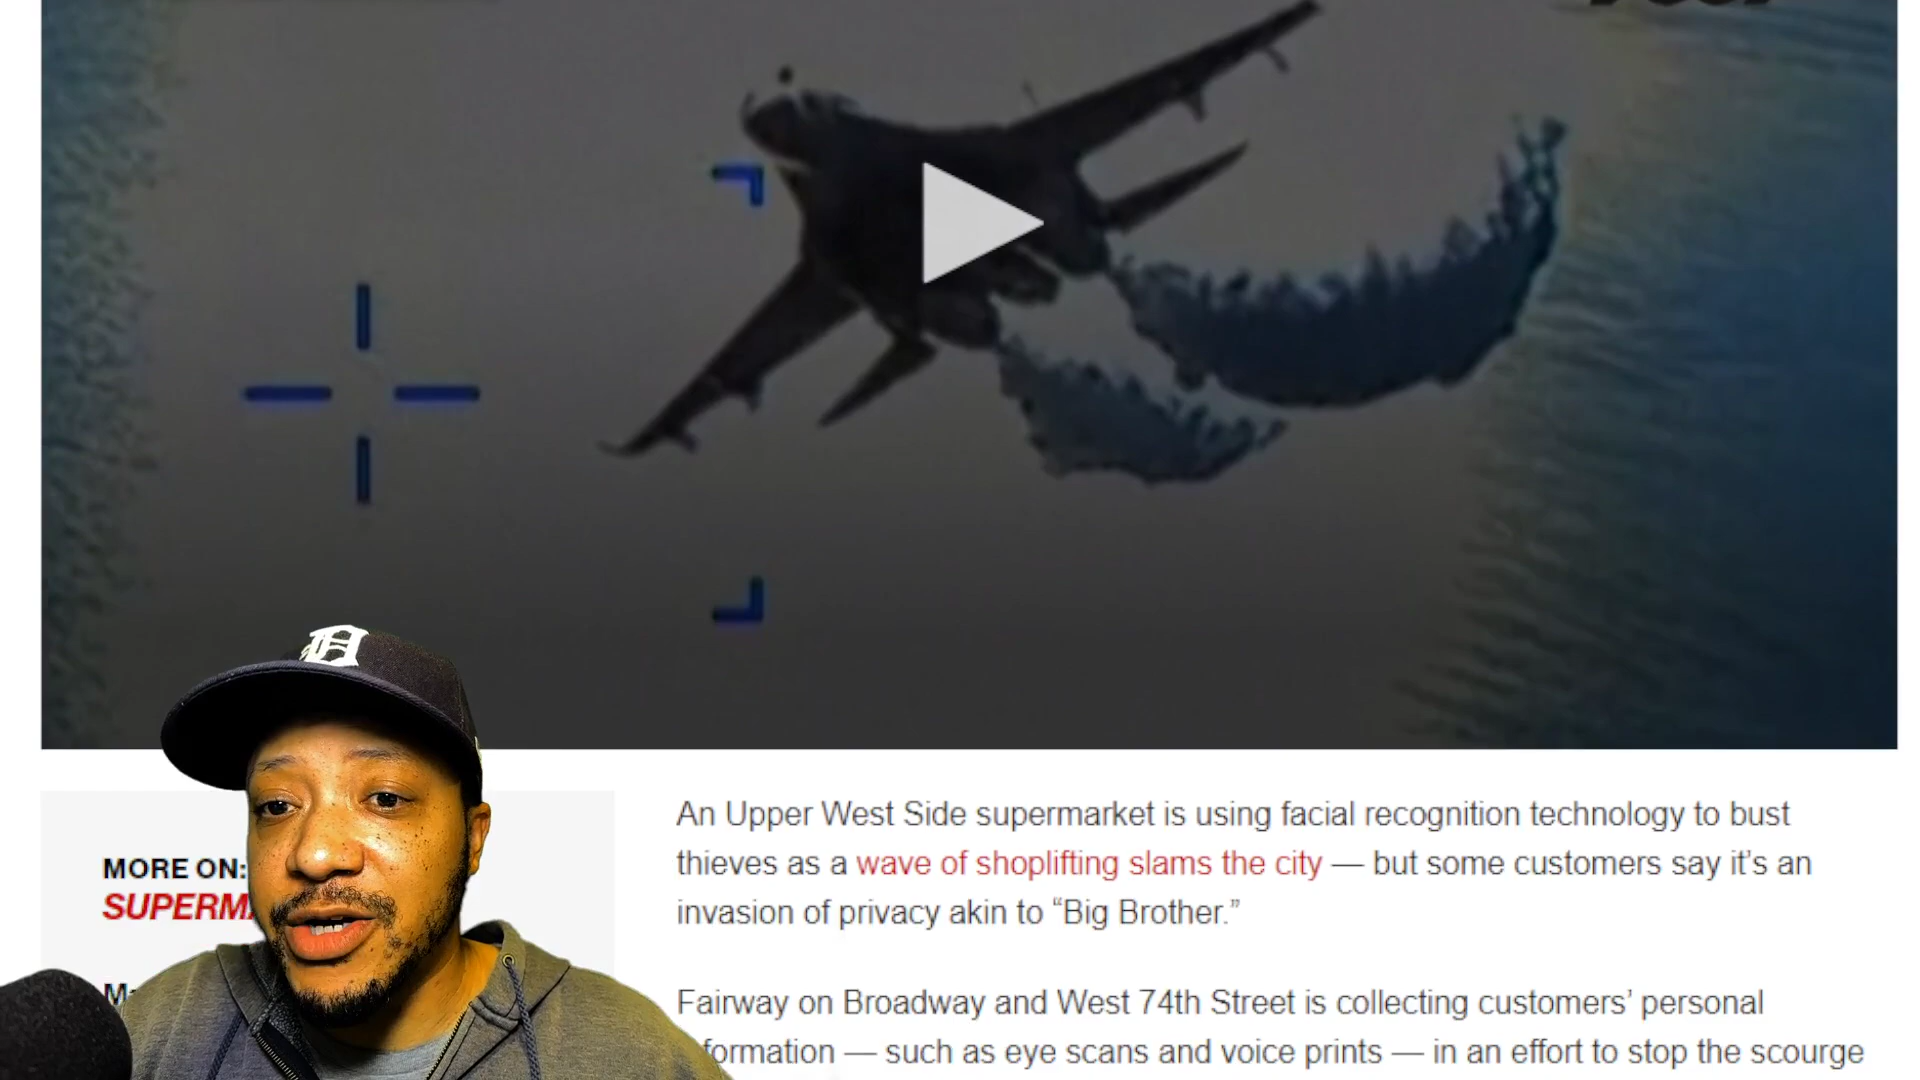 D
MORE ON:
An Upper West Side supermarket is using facial recognition technology to bust
thieves as a wave of shoplifting slams the city — but some customers say it’s an
invasion of privacy akin to “Big Brother.”
Fairway on Broadway and West 74th Street is collecting customers’ personal
— such as eye scans and voice prints — in an effort to stop the scourge